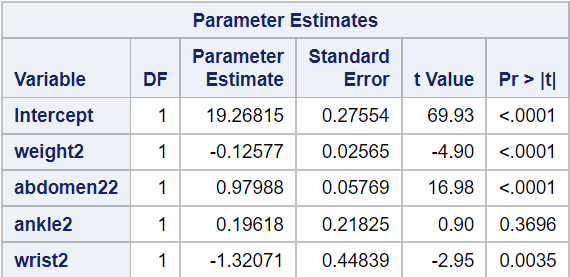 Parameter Estimates
Variable DF Parameter Estimate Standard Error t Value Pr > |t|
Intercept 1 19.26815 0.27554 69.93 <.0001
weight2 1 -0.12577 0.02565 -4.90 <.0001
abdomen22 1 0.97988 0.05769 16.98 <.0001
ankle2 1 0.19618 0.21825 0.90 0.3696
wrist2 1 -1.32071 0.44839 -2.95 0.0035